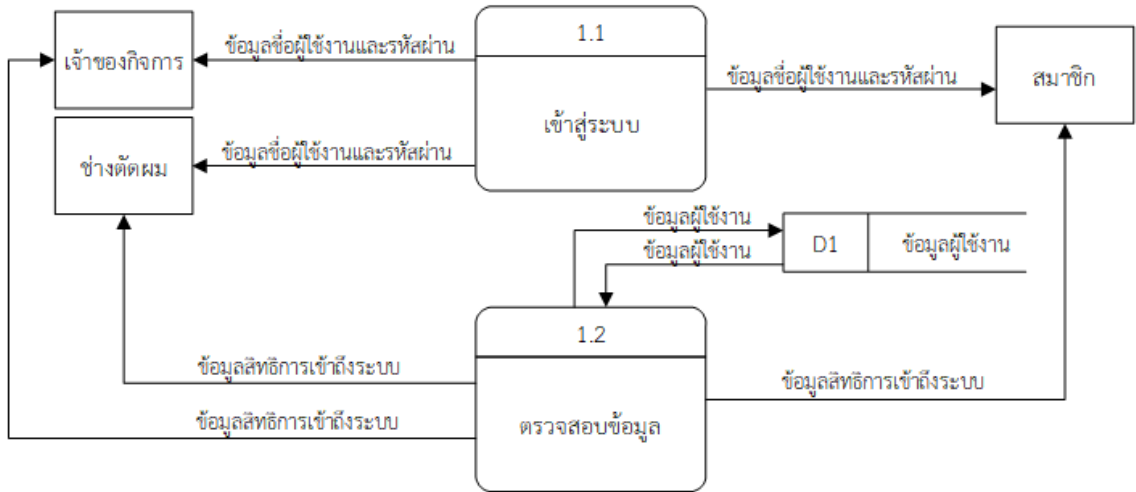 1.1
เจ้าของกิจการ
ข้อมูลชื่อผู้ใช้งานและรหัสผ่าน
ข้อมูลชื่อผู้ใช้งานและรหัสผ่าน
สมาชิก
เข้าสู่ระบบ
ช่างตัดผม
ข้อมูลชื่อผู้ใช้งานและรหัสผ่าน
ข้อมูลผู้ใช้งาน
ข้อมูลผู้ใช้งาน
D1
ข้อมูลผู้ใช้งาน
1.2
ข้อมูลสิทธิการเข้าถึงระบบ
ข้อมูลสิทธิการเข้าถึงระบบ
ข้อมูลสิทธิการเข้าถึงระบบ
ตรวจสอบข้อมูล